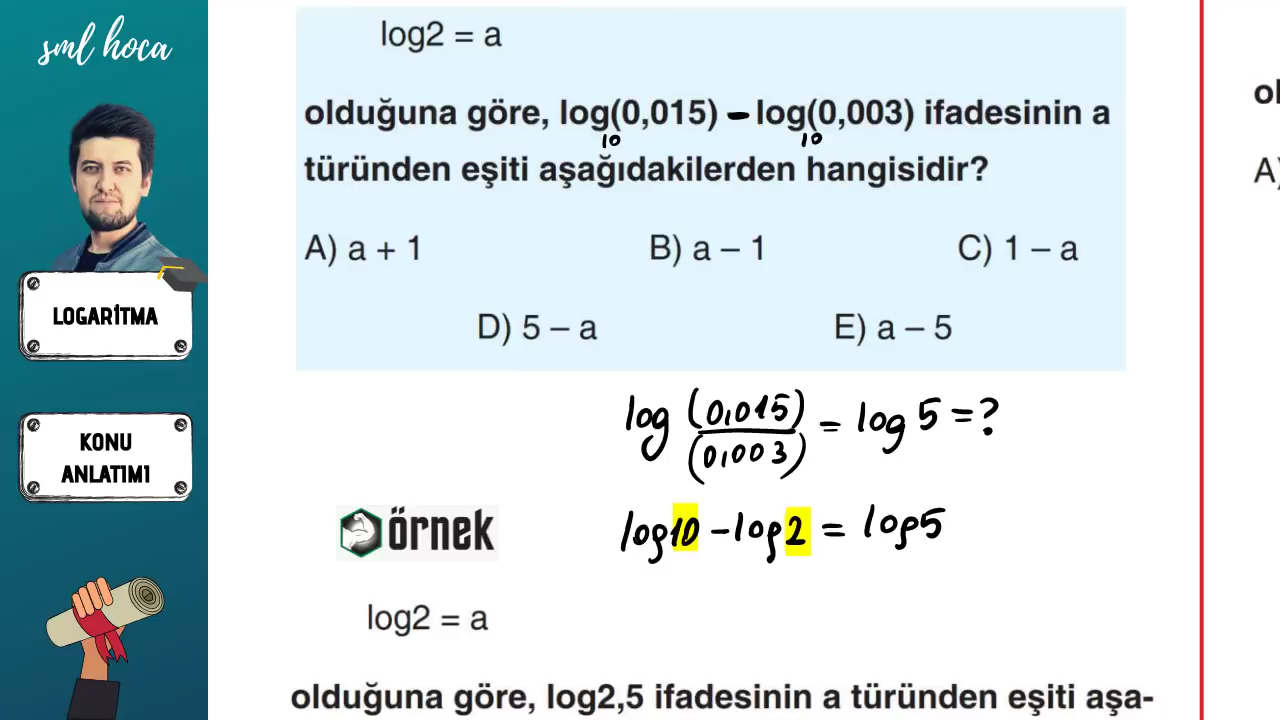 sml hoca
LOGARİTMA
KONU
ANLATIMI
log2 = a
olduğuna göre, log(0,015) – log(0,003) ifadesinin a
10 10
türünden eşiti aşağıdakilerden hangisidir?
A) a + 1 B) a – 1 C) 1 – a
D) 5 – a E) a – 5
log (0,015)/(0,003) = log 5 = ?
log10 – log2 = log5
örnek
log2 = a
olduğuna göre, log2,5 ifadesinin a türünden eşiti aşa-
ol
A)